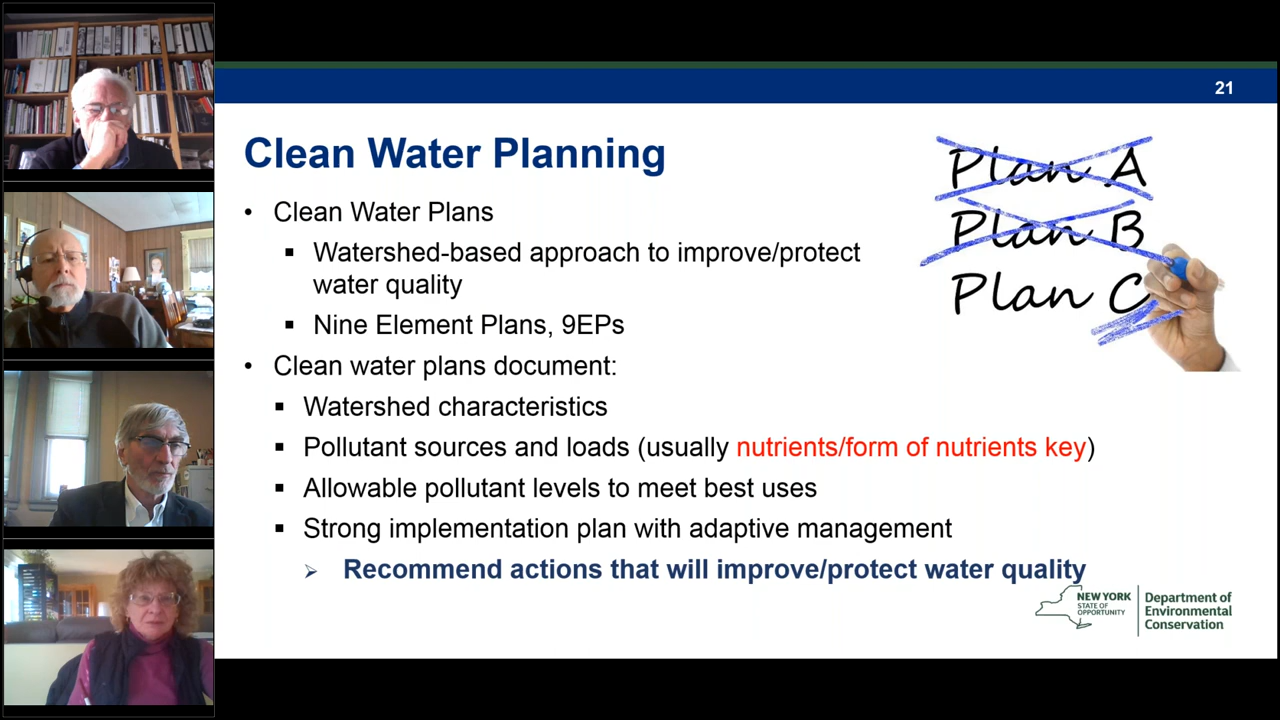 21
Clean Water Planning
• Clean Water Plans
▪ Watershed-based approach to improve/protect
water quality
▪ Nine Element Plans, 9EPs
• Clean water plans document:
▪ Watershed characteristics
▪ Pollutant sources and loads (usually nutrients/form of nutrients key)
▪ Allowable pollutant levels to meet best uses
▪ Strong implementation plan with adaptive management
➢ Recommend actions that will improve/protect water quality
Plan A
Plan B
Plan C
NEW YORK
STATE OF
OPPORTUNITY
Department of
Environmental
Conservation